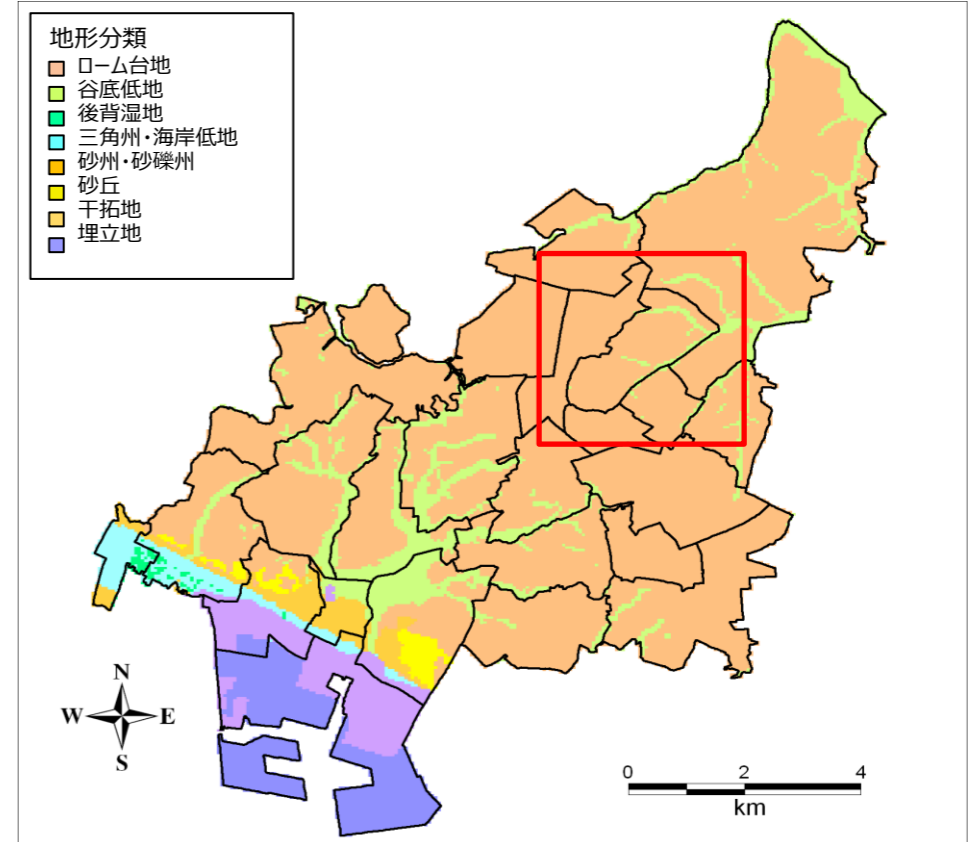 地形分類
ローム台地
谷底低地
後背湿地
三角州・海岸低地
砂州・砂礫州
砂丘
干拓地
埋立地
N
W E
S
0 2 4
km